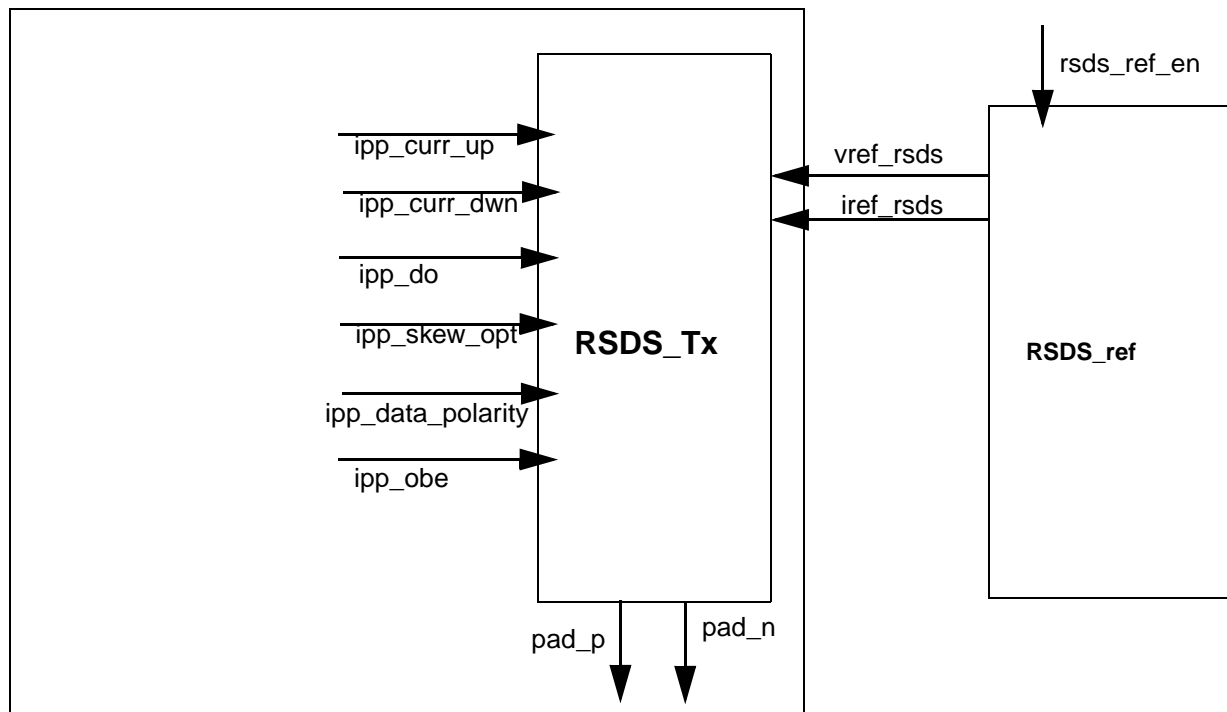 rsds_ref_en
ipp_curr_up
vref_rsds
ipp_curr_dwn
iref_rsds
ipp_do
ipp_skew_opt
RSDS_Tx
RSDS_ref
ipp_data_polarity
ipp_obe
pad_p
pad_n